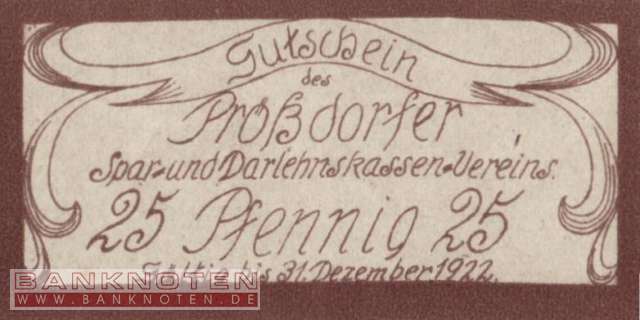 Gutschein
des
Proßdorfer
Spar- und Darlehnskassen-Vereins.
25 Pfennig 25
Gültig bis 31. Dezember 1922.
BANKNOTEN
WWW.BANKNOTEN.DE